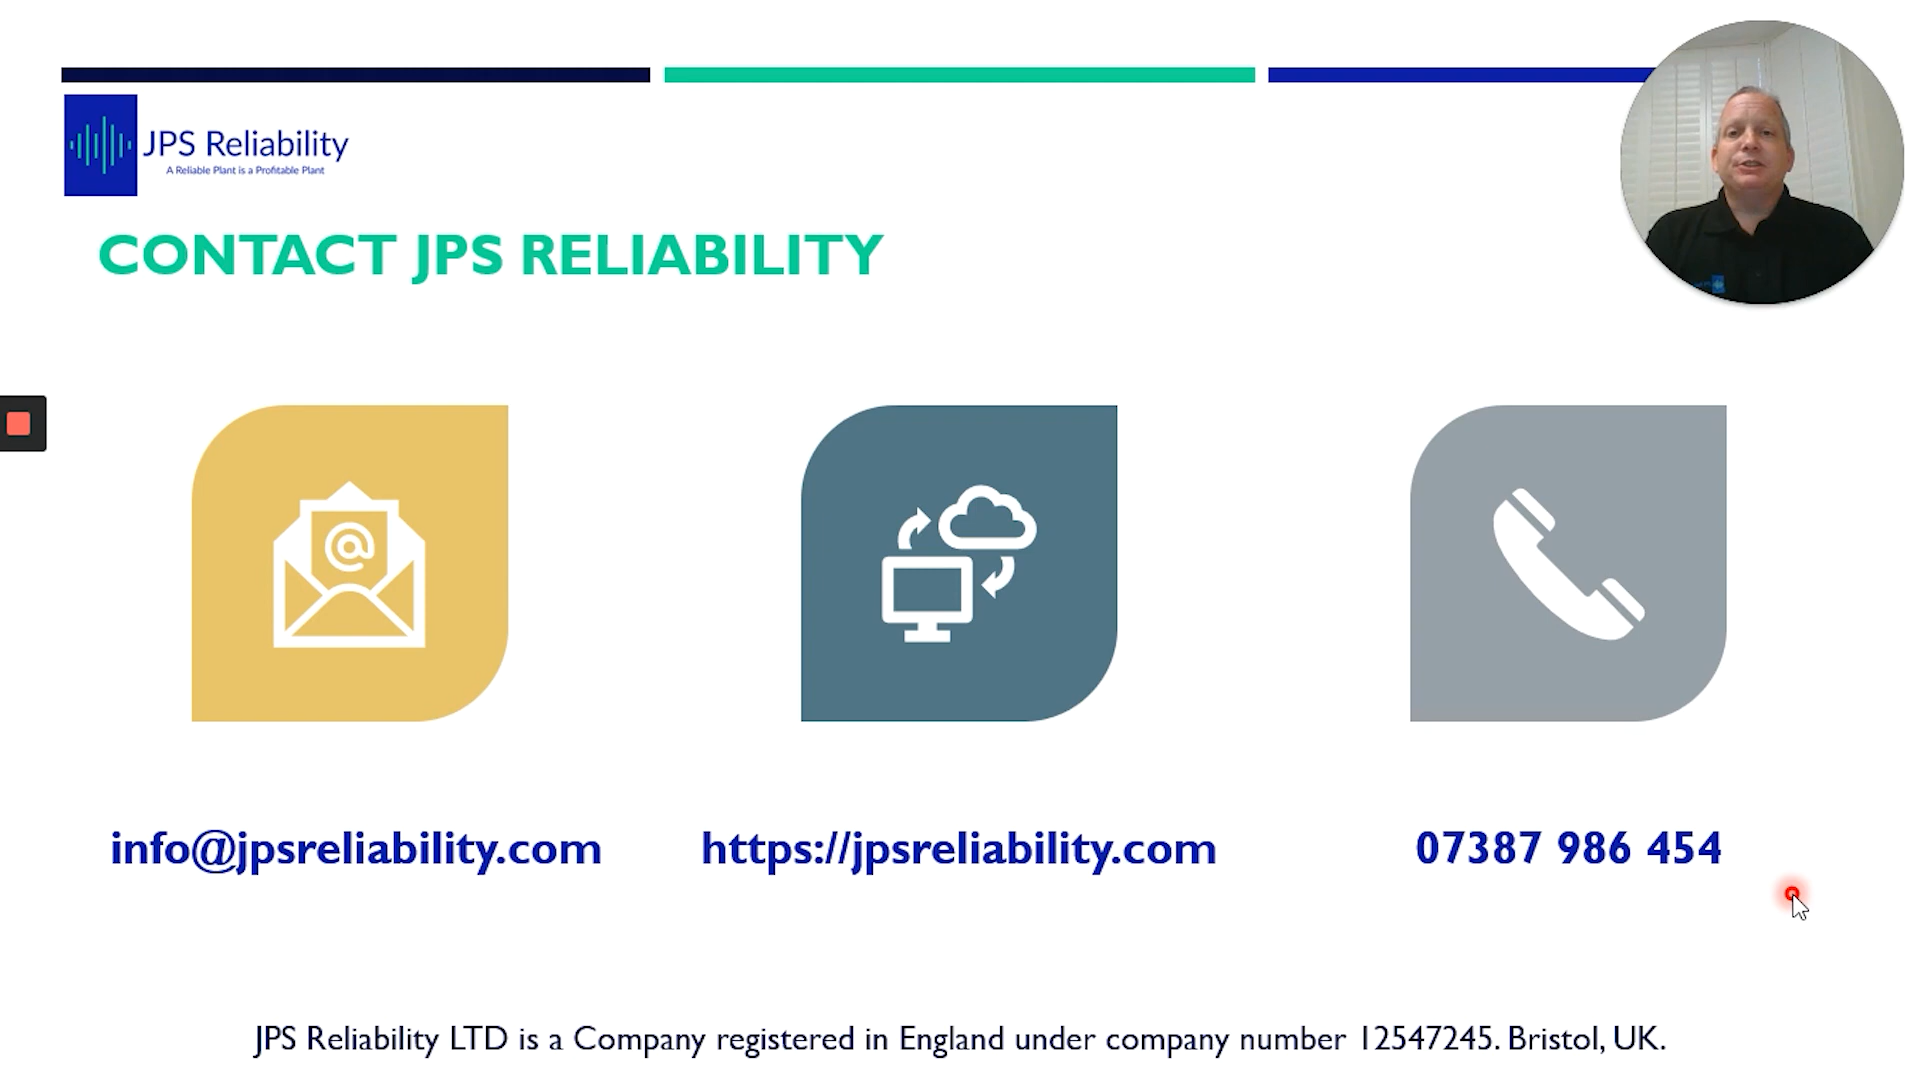 JPS Reliability
A Reliable Plant is a Profitable Plant
CONTACT JPS RELIABILITY
@
info@jpsreliability.com
https://jpsreliability.com
07387 986 454
JPS Reliability LTD is a Company registered in England under company number 12547245. Bristol, UK.